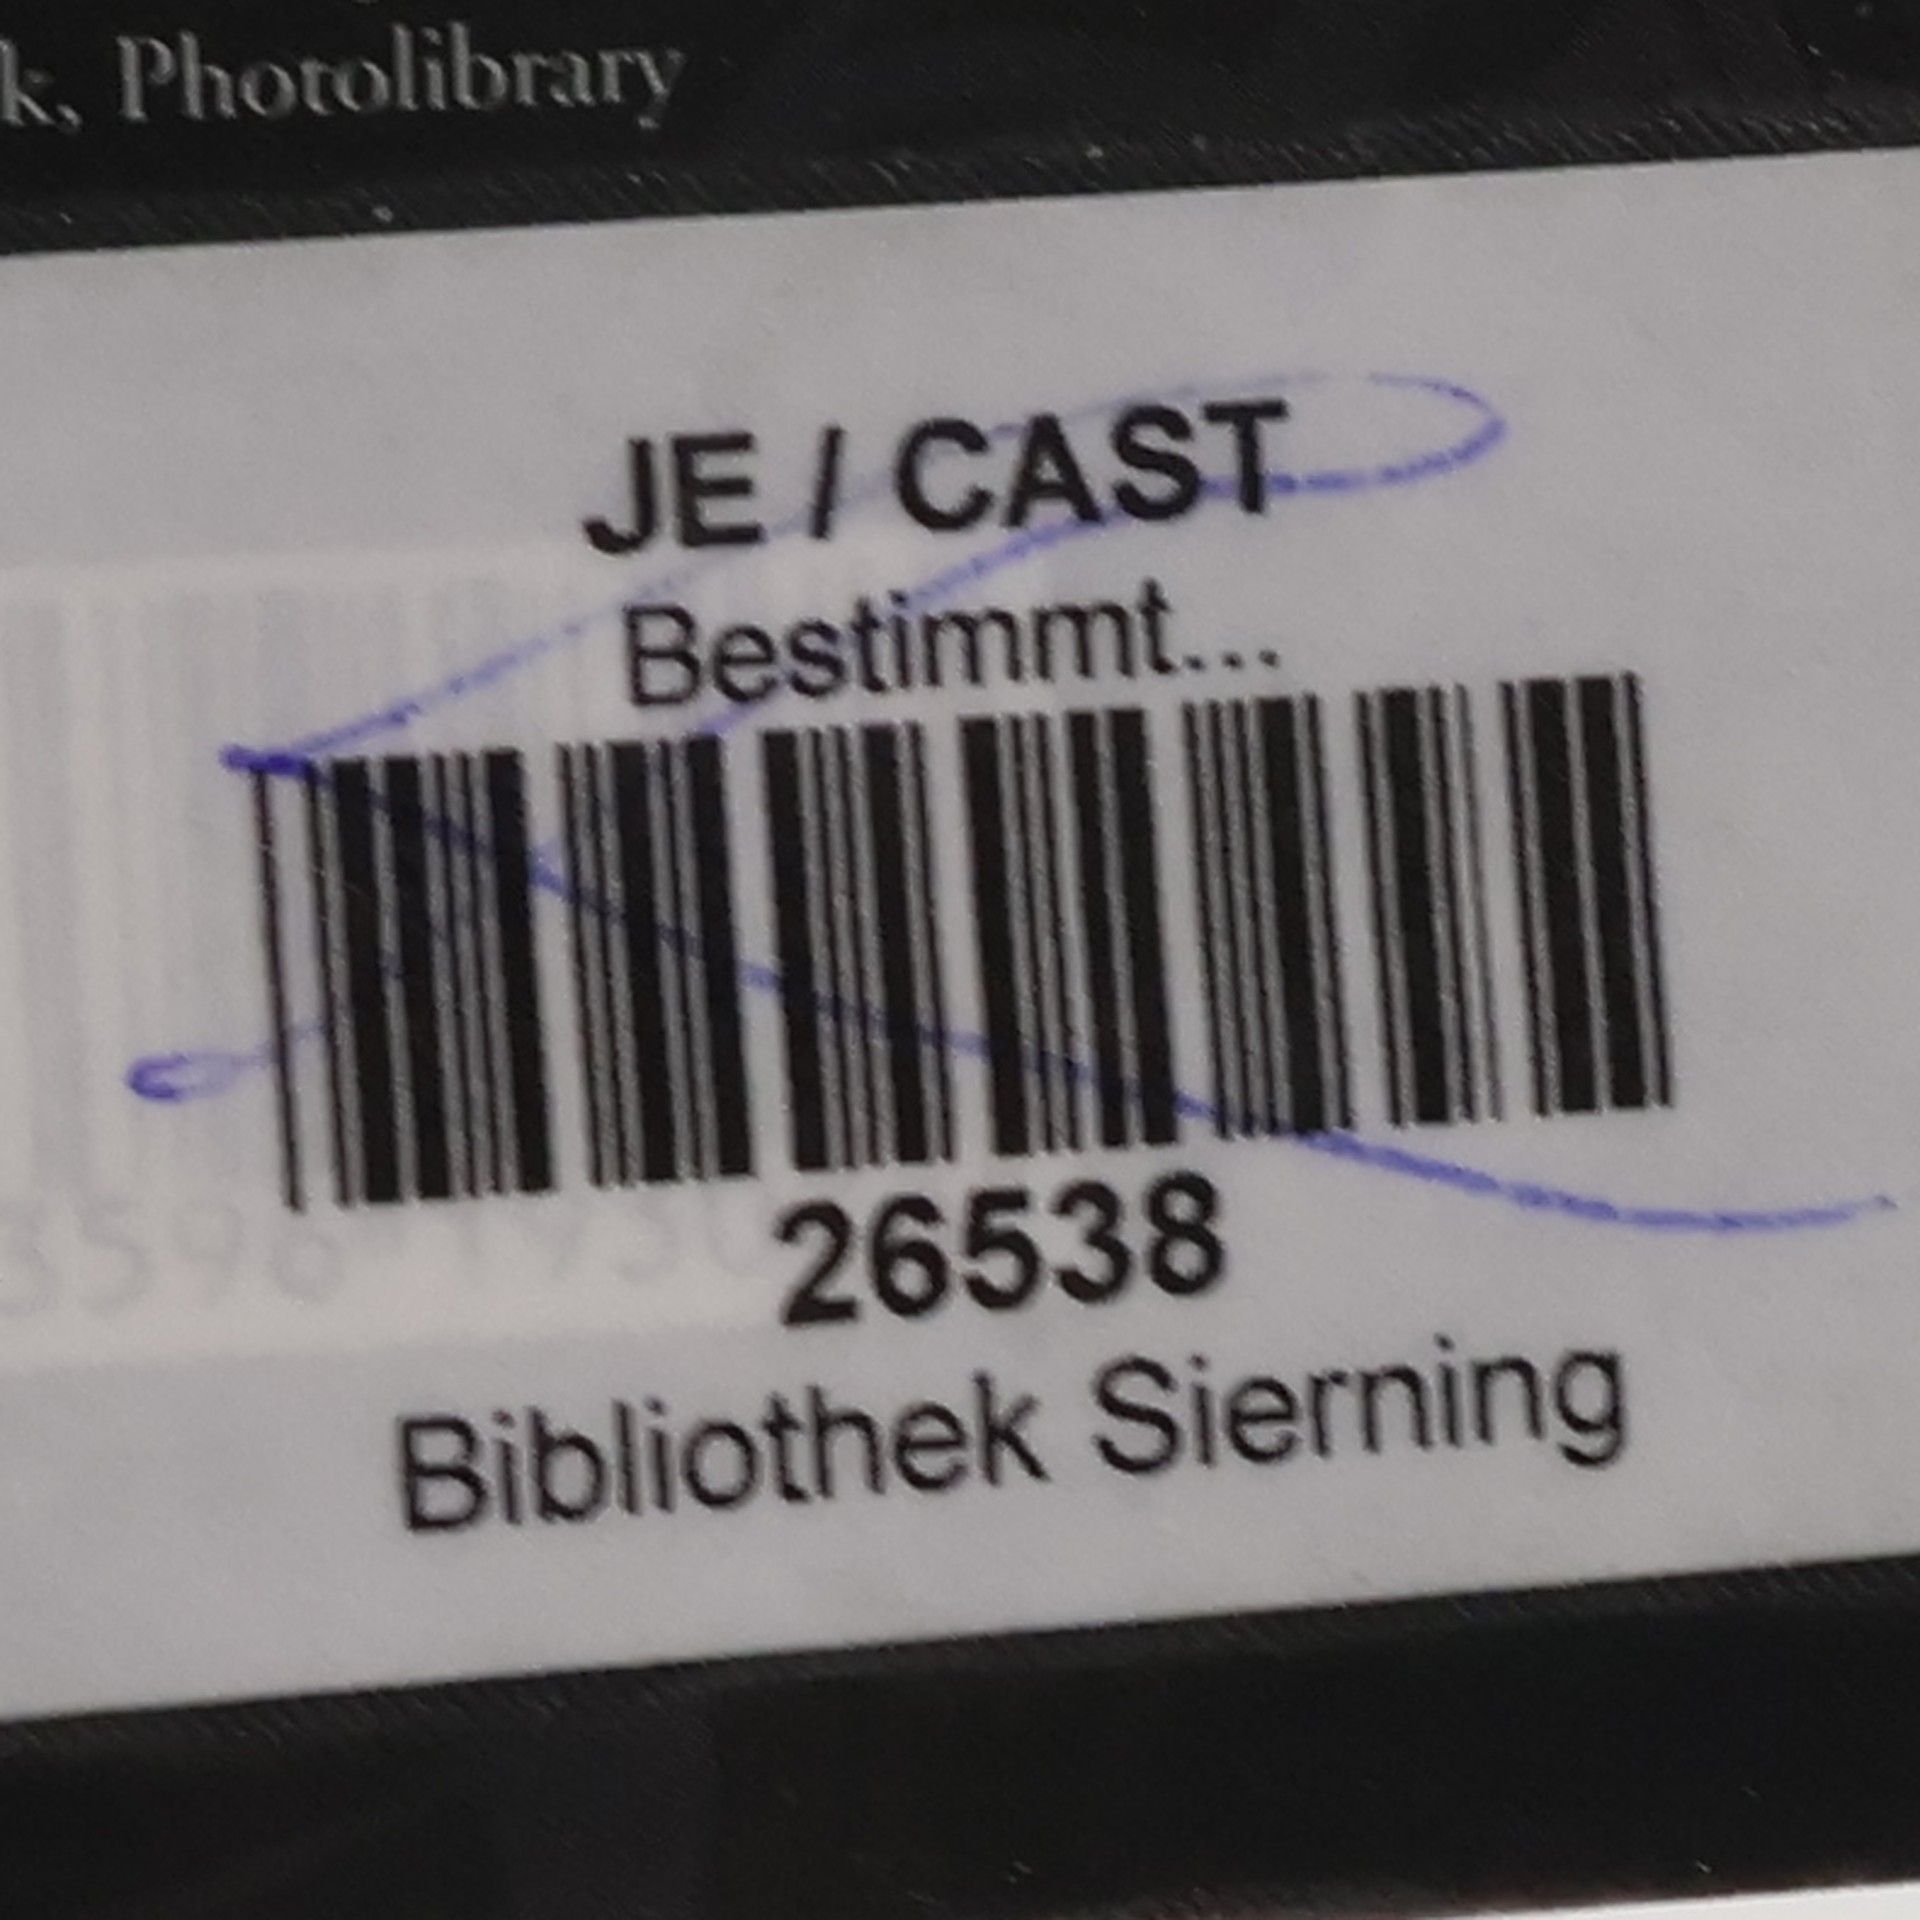 k, Photolibrary
JE / CAST
Bestimmt...
26538
Bibliothek Sierning